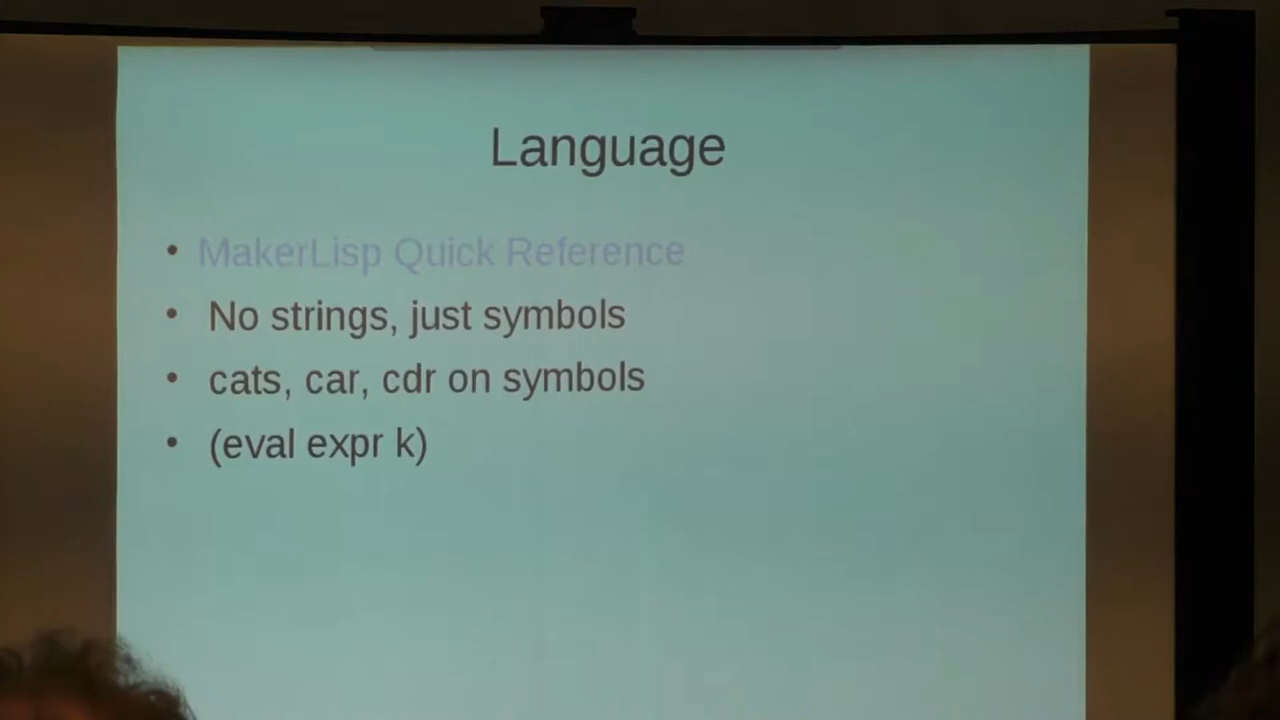 Language
• MakerLisp Quick Reference
• No strings, just symbols
• cats, car, cdr on symbols
• (eval expr k)